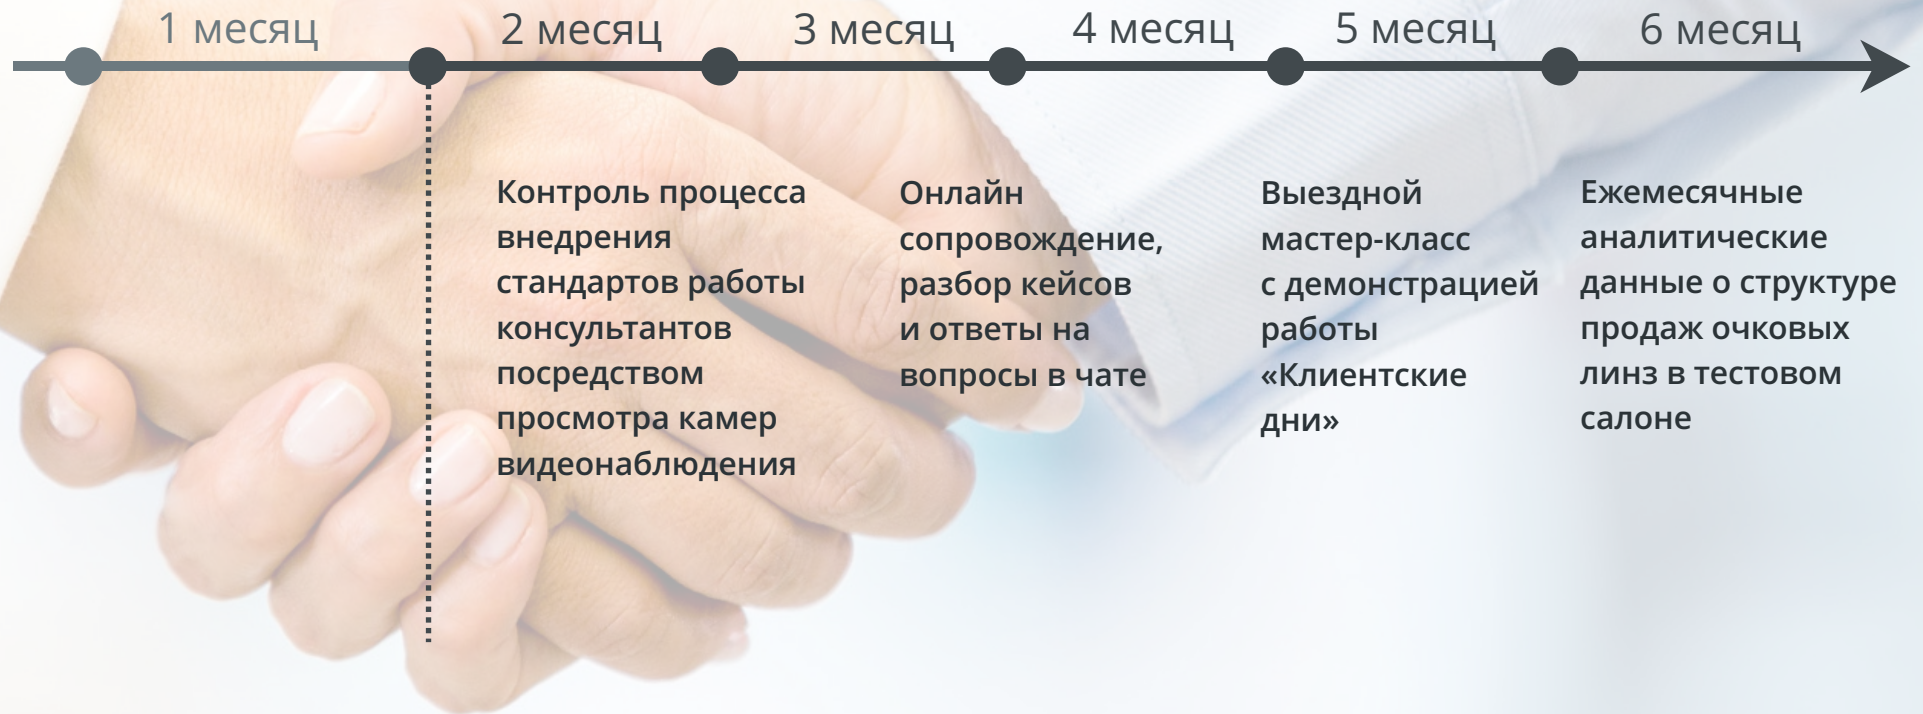 1 месяц
2 месяц
3 месяц
4 месяц
5 месяц
6 месяц
Контроль процесса
внедрения
стандартов работы
консультантов
посредством
просмотра камер
видеонаблюдения
Онлайн
сопровождение,
разбор кейсов
и ответы на
вопросы в чате
Выездной
мастер-класс
с демонстрацией
работы
«Клиентские
дни»
Ежемесячные
аналитические
данные о структуре
продаж очковых
линз в тестовом
салоне